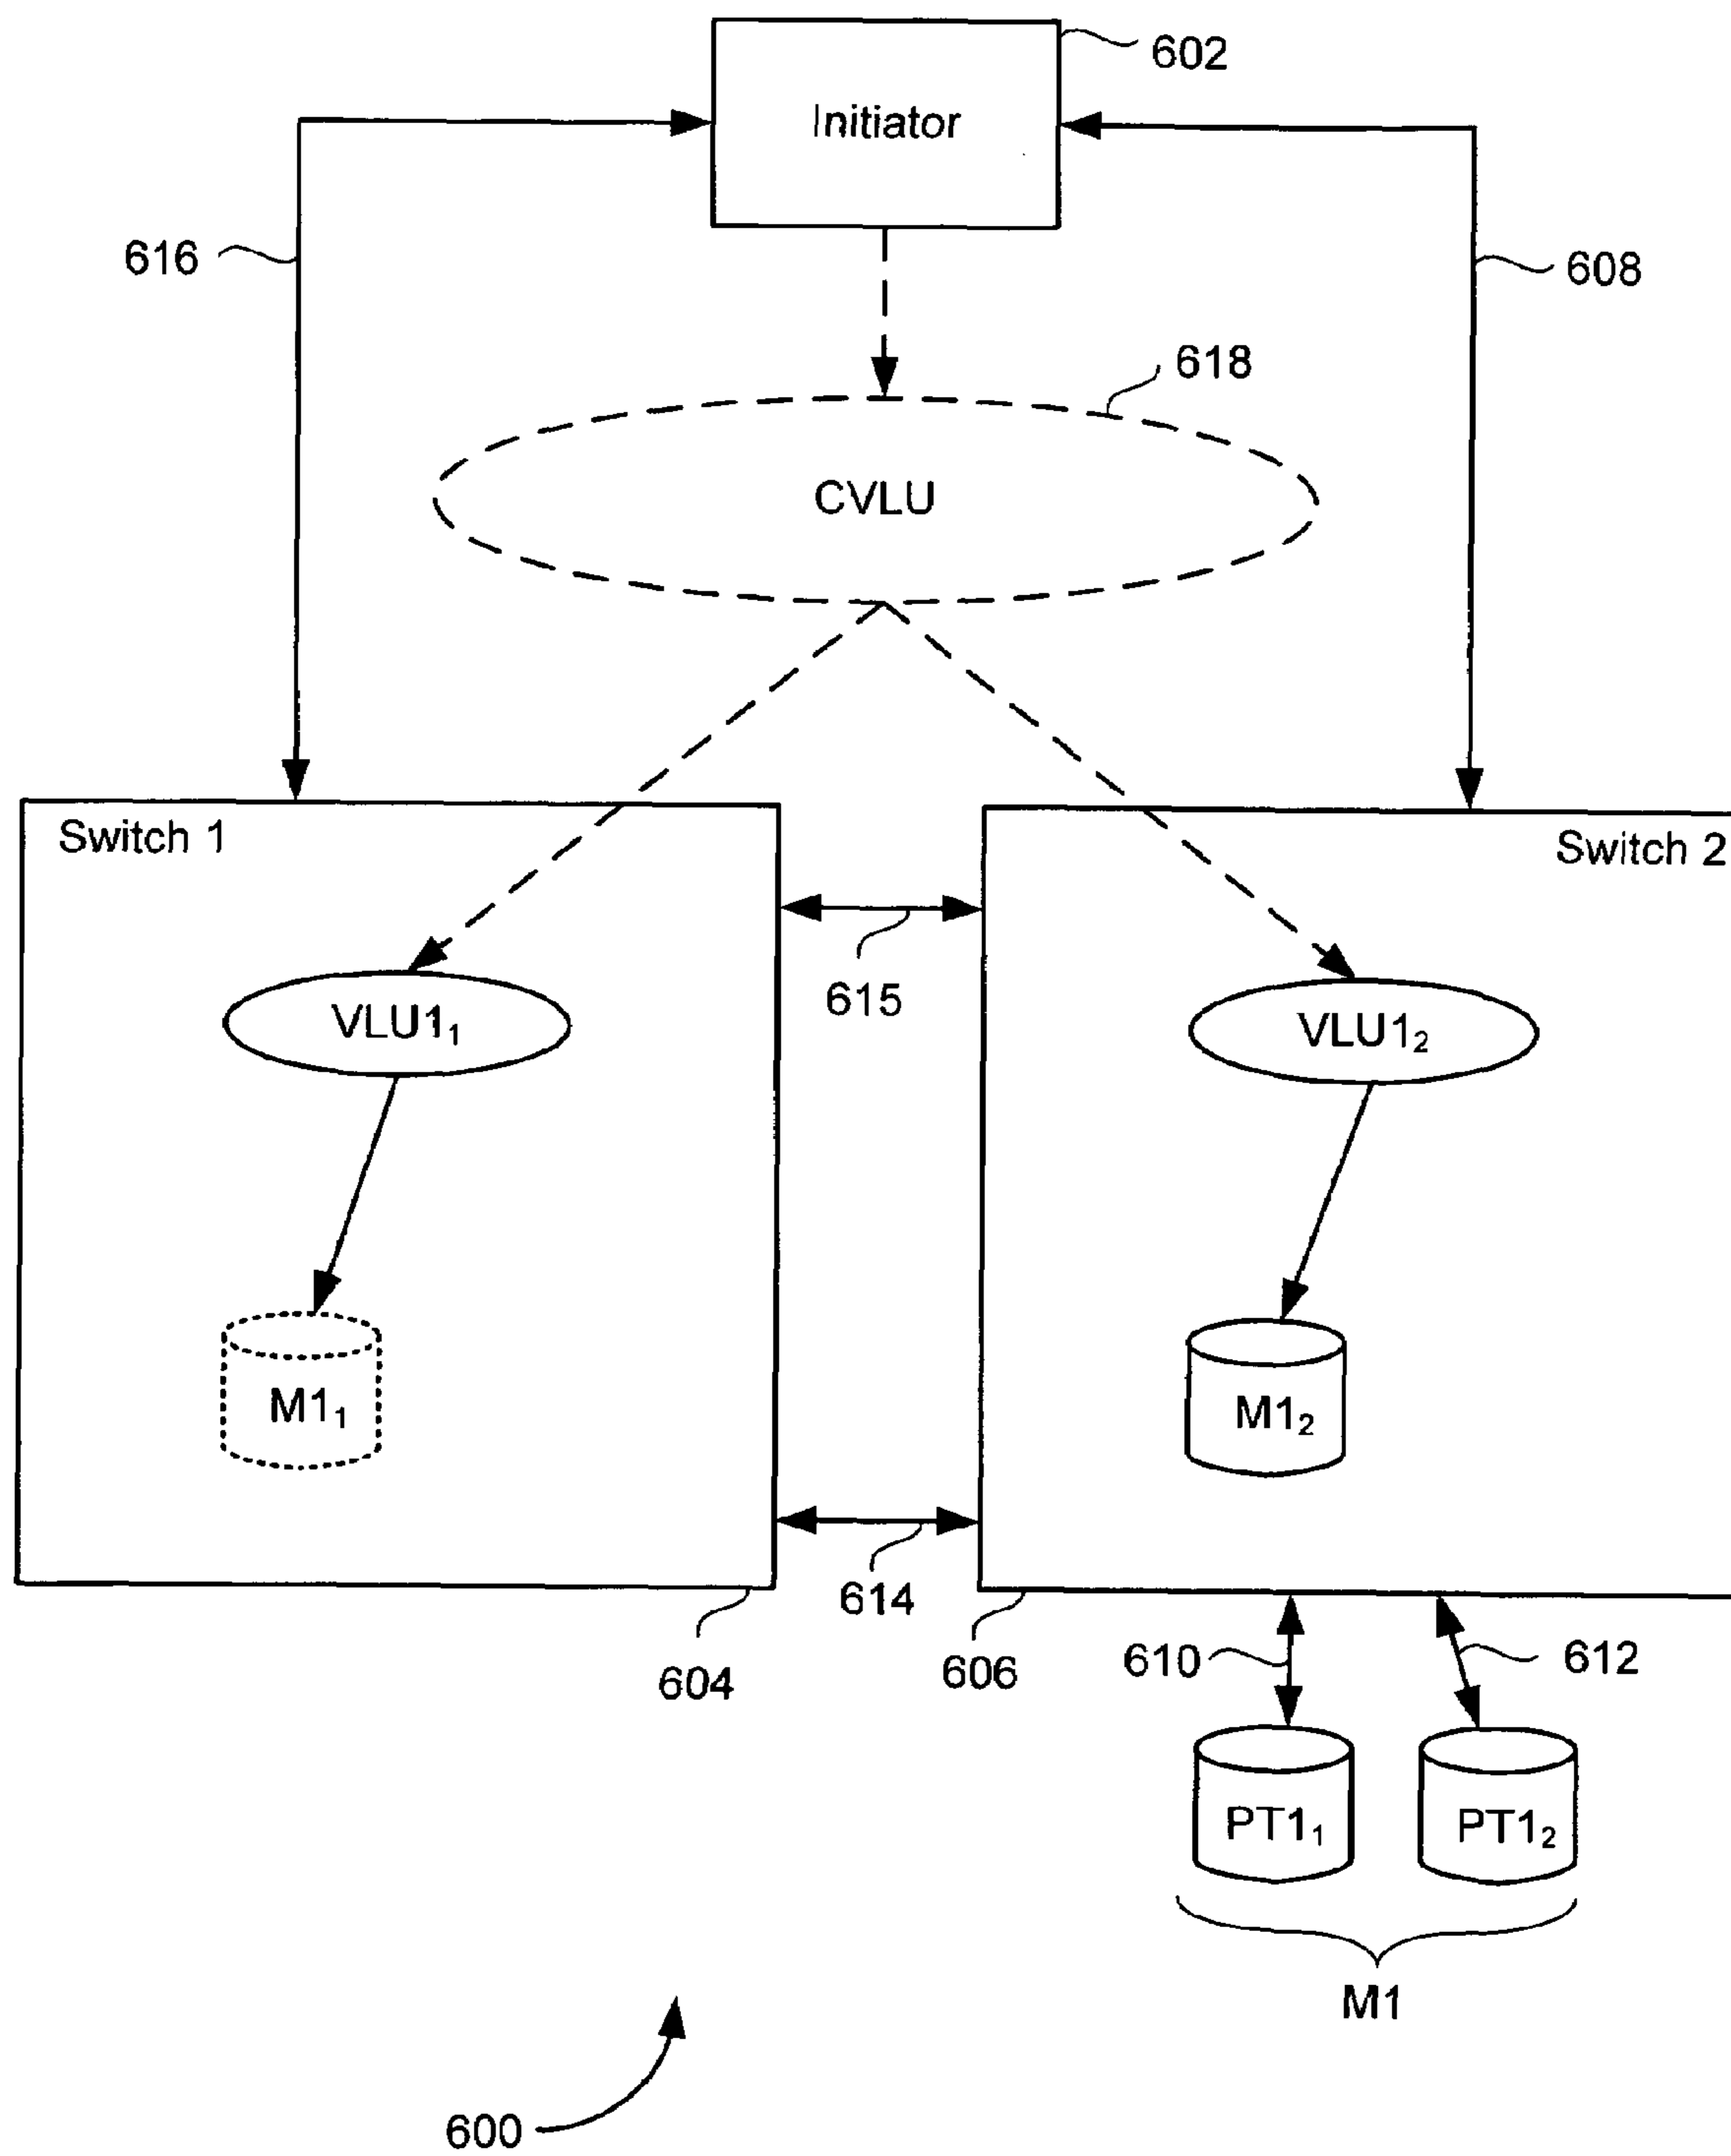 602
Initiator
616
608
618
CVLU
Switch 1
Switch 2
615
VLU1₁
VLU1₂
M1₁
M1₂
614
604
606
610
612
PT1₁
PT1₂
M1
600